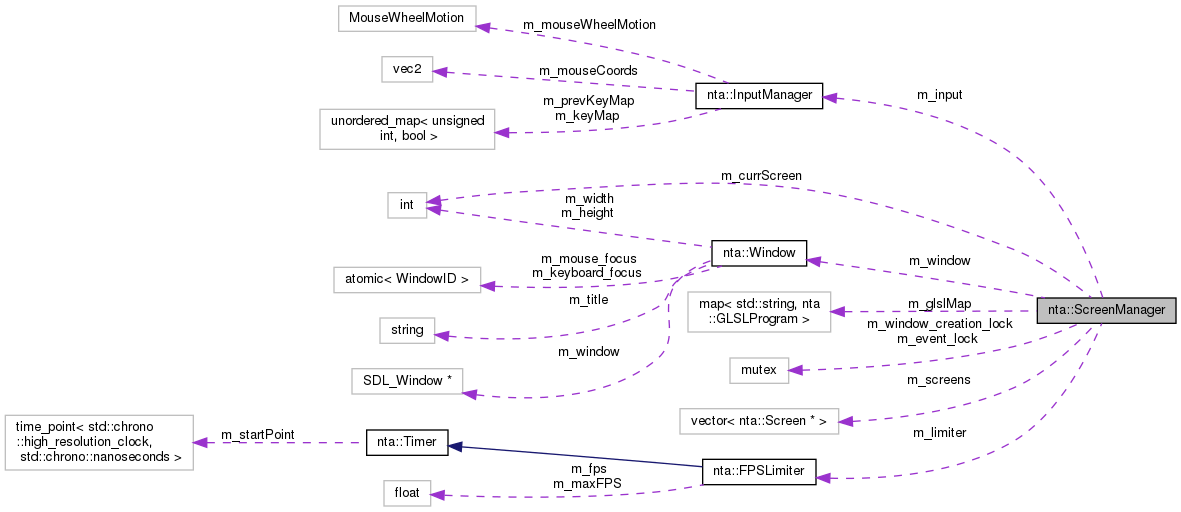 MouseWheelMotion
m_mouseWheelMotion
vec2
m_mouseCoords
nta::InputManager
m_input
unordered_map< unsigned
int, bool >
m_prevKeyMap
m_keyMap
m_currScreen
int
m_width
m_height
nta::Window
m_window
atomic< WindowID >
m_mouse_focus
m_keyboard_focus
string
m_title
map< std::string, nta
::GLSLProgram >
m_glslMap
nta::ScreenManager
m_window_creation_lock
m_event_lock
mutex
SDL_Window *
m_window
m_screens
vector< nta::Screen * >
m_limiter
time_point< std::chrono
::high_resolution_clock,
std::chrono::nanoseconds >
m_startPoint
nta::Timer
nta::FPSLimiter
m_fps
m_maxFPS
float